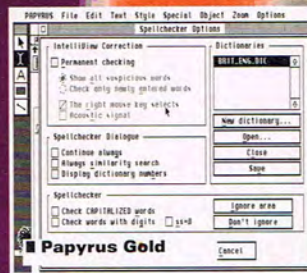 PAPYRUS File Edit Text Style Special Object Zoom Options
Spellchecker Options
IntelliView Correction
Permanent checking
Show all suspicious words
Check only newly entered words
The right mouse key selects
Acoustic signal
Dictionaries
BRIT_ENG.DIC
New dictionary...
Open...
Close
Save
Spellchecker Dialogue
Continue always
Always similarity search
Display dictionary numbers
Spellchecker
Check CAPITALIZED words
Check words with digits ss=ß
Ignore area
Don't ignore
Cancel
Papyrus Gold